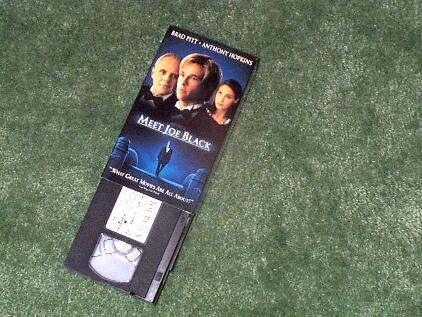 BRAD PITT • ANTHONY HOPKINS
MEET JOE BLACK
"WHAT GREAT MOVIES ARE ALL ABOUT!"